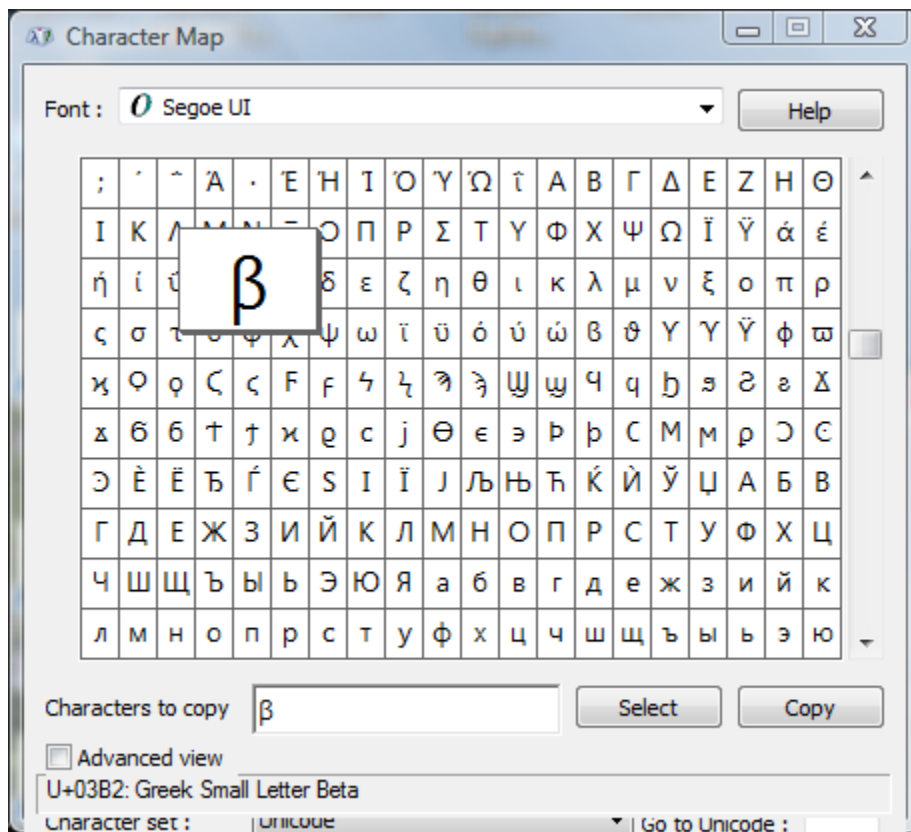 Character Map
Font : O Segoe UI Help
; ΄ ΅ Ά · Έ Ή Ί Ό Ύ Ώ ΐ Α Β Γ Δ Ε Ζ Η Θ
Ι Κ Λ Μ Ν Ξ Ο Π Ρ Σ Τ Υ Φ Χ Ψ Ω Ϊ Ϋ ά έ
ή ί ΰ β δ ε ζ η θ ι κ λ μ ν ξ ο π ρ
ς σ τ υ φ χ ψ ω ϊ ϋ ό ύ ώ ϐ ϑ ϒ ϓ ϔ ϕ ϖ
ϗ Ϙ ϙ Ϛ ϛ Ϝ ϝ Ϟ ϟ Ϡ ϡ Ϣ ϣ Ϥ ϥ Ϧ ϧ Ϩ ϩ Ϫ
ϫ Ϭ ϭ Ϯ ϯ ϰ ϱ ϲ ϳ ϴ ϵ ϶ Ϸ ϸ Ϲ Ϻ ϻ ϼ Ͻ Ͼ
Ͽ Ѐ Ё Ђ Ѓ Є Ѕ І Ї Ј Љ Њ Ћ Ќ Ѝ Ў Џ А Б В
Г Д Е Ж З И Й К Л М Н О П Р С Т У Ф Х Ц
Ч Ш Щ Ъ Ы Ь Э Ю Я а б в г д е ж з и й к
л м н о п р с т у ф х ц ч ш щ ъ ы ь э ю
Characters to copy β Select Copy
Advanced view
U+03B2: Greek Small Letter Beta
Character set : Unicode Go to Unicode :